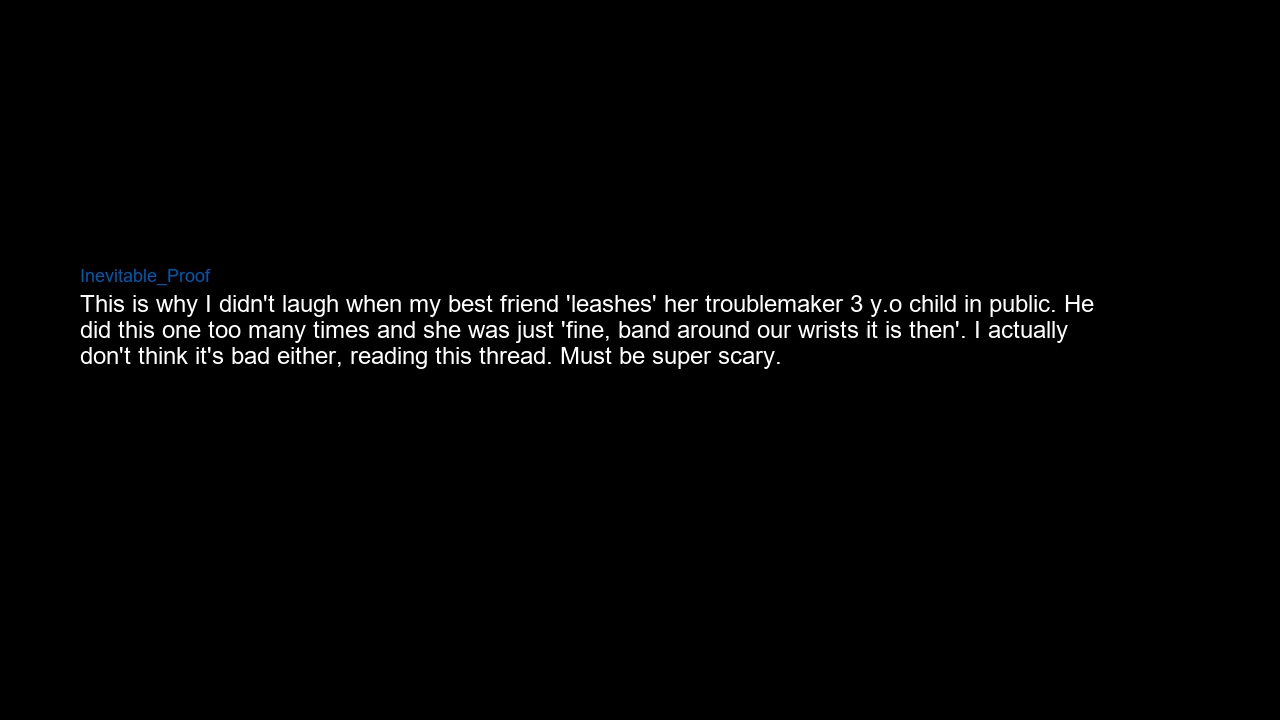 Inevitable_Proof
This is why I didn't laugh when my best friend 'leashes' her troublemaker 3 y.o child in public. He
did this one too many times and she was just 'fine, band around our wrists it is then'. I actually
don't think it's bad either, reading this thread. Must be super scary.